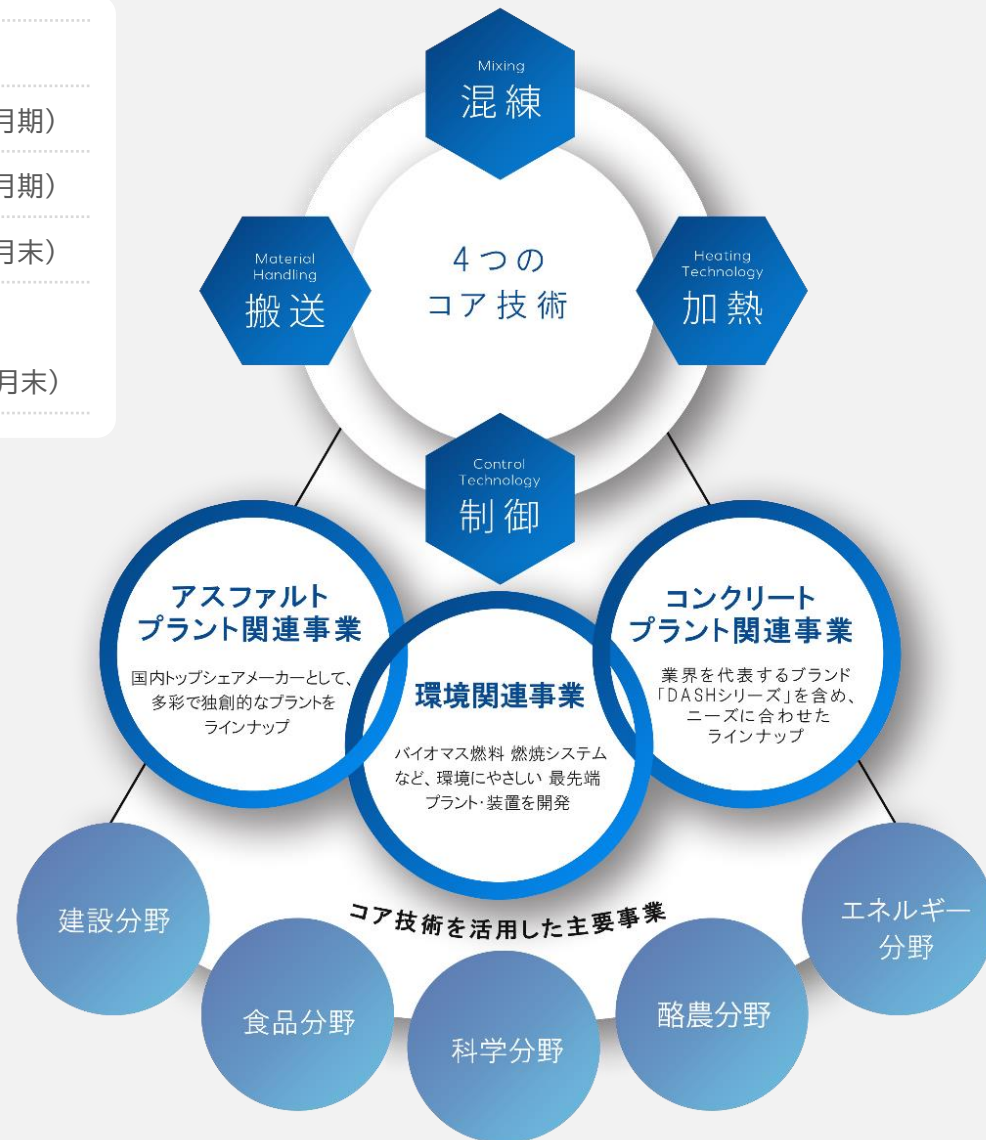 月期）
月期）
月末）
月末）
Mixing
混練
Material
Handling
搬送
4つの
コア技術
Heating
Technology
加熱
Control
Technology
制御
アスファルト
プラント関連事業
国内トップシェアメーカーとして、
多彩で独創的なプラントを
ラインナップ
環境関連事業
バイオマス燃料 燃焼システム
など、環境にやさしい 最先端
プラント・装置を開発
コンクリート
プラント関連事業
業界を代表するブランド
「DASHシリーズ」を含め、
ニーズに合わせた
ラインナップ
コア技術を活用した主要事業
建設分野
食品分野
科学分野
酪農分野
エネルギー
分野